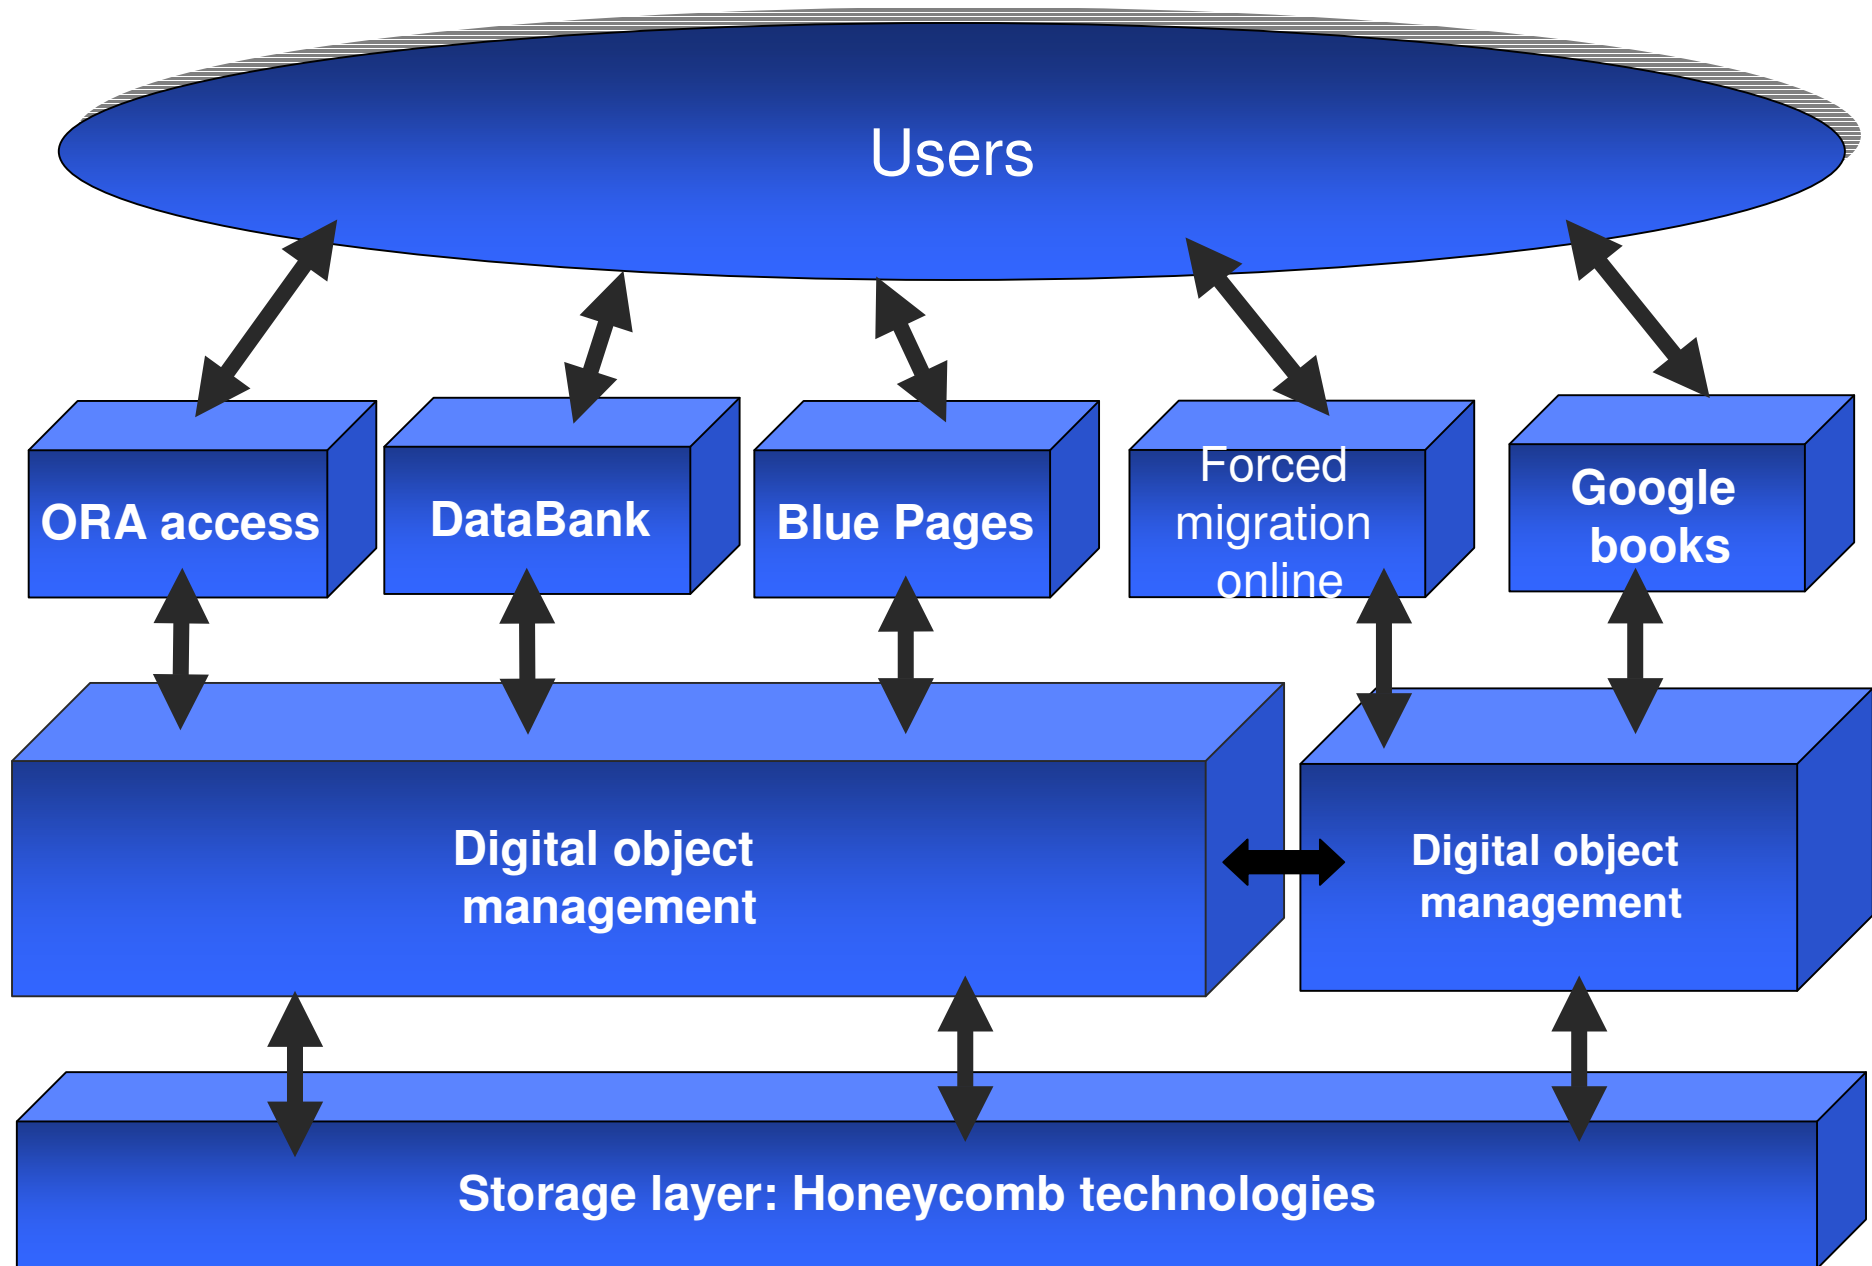 Users
ORA access
DataBank
Blue Pages
Forced
migration
online
Google
books
Digital object
management
Digital object
management
Storage layer: Honeycomb technologies